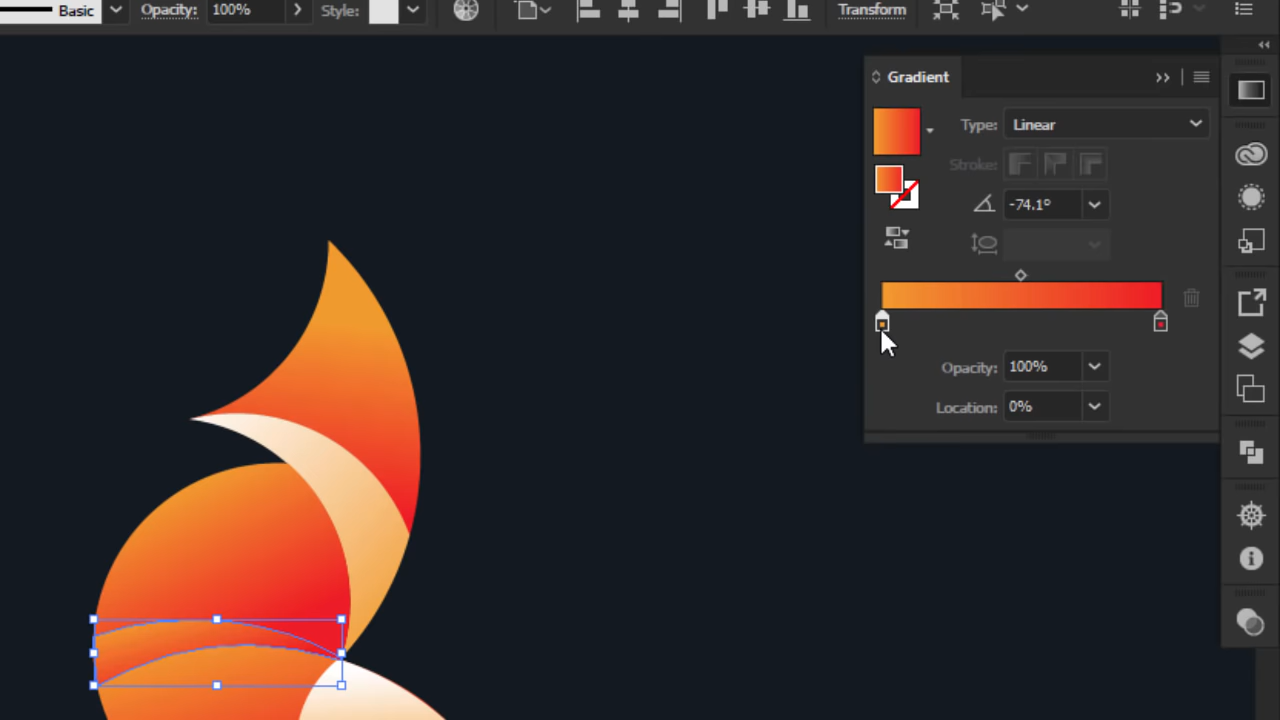 Basic Opacity: 100% Style: Transform
Gradient
Type: Linear
Stroke:
-74.1°
Opacity: 100%
Location: 0%